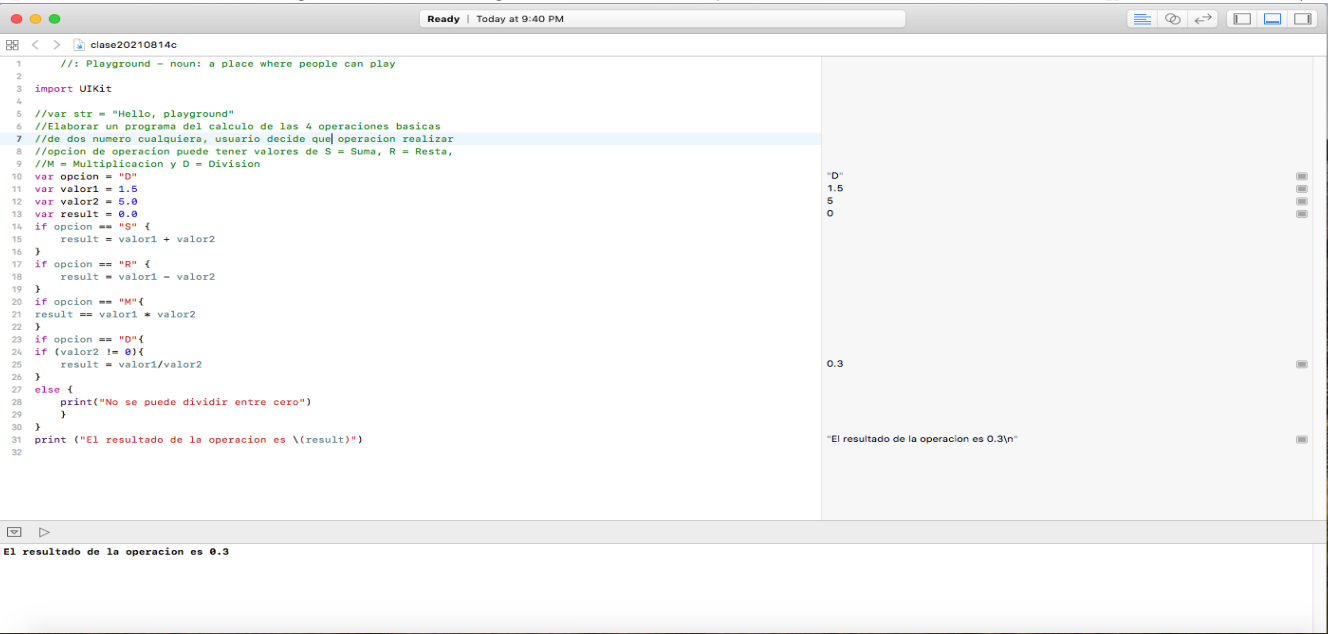 Ready | Today at 9:40 PM
clase20210814c
1 //: Playground – noun: a place where people can play
2
3 import UIKit
4
5 //var str = "Hello, playground"
6 //Elaborar un programa del calculo de las 4 operaciones basicas
7 //de dos numero cualquiera, usuario decide que operacion realizar
8 //opcion de operacion puede tener valores de S = Suma, R = Resta,
9 //M = Multiplicacion y D = Division
10 var opcion = "D" "D"
11 var valor1 = 1.5 1.5
12 var valor2 = 5.0 5
13 var result = 0.0 0
14 if opcion == "S" {
15 result = valor1 + valor2
16 }
17 if opcion == "R" {
18 result = valor1 – valor2
19 }
20 if opcion == "M"{
21 result == valor1 * valor2
22 }
23 if opcion == "D"{
24 if (valor2 != 0){
25 result = valor1/valor2 0.3
26 }
27 else {
28 print("No se puede dividir entre cero")
29 }
30 }
31 print ("El resultado de la operacion es \(result)") "El resultado de la operacion es 0.3\n"
32
El resultado de la operacion es 0.3